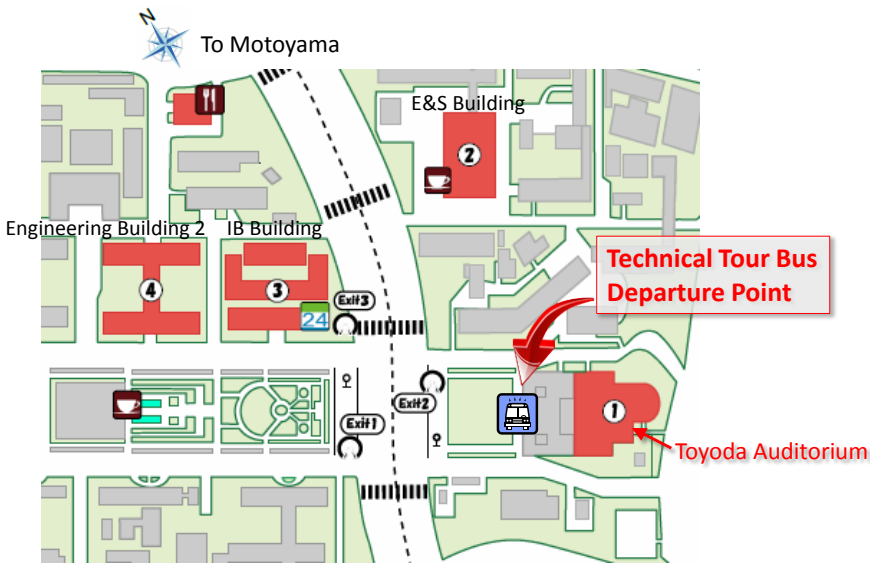 N
To Motoyama
E&S Building
2
Engineering Building 2
IB Building
Technical Tour Bus
Departure Point
4
3
Exit3
24
Exit2
Exit1
1
Toyoda Auditorium